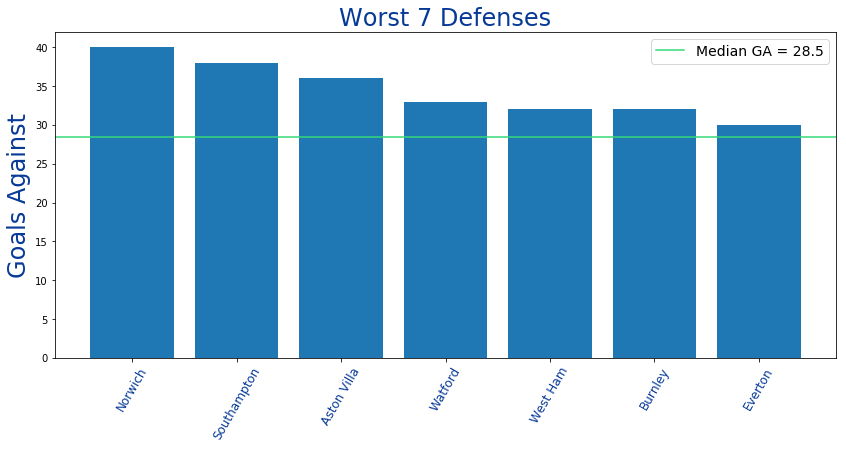 Worst 7 Defenses
Median GA = 28.5
Goals Against
40
35
30
25
20
15
10
5
0
Norwich
Southampton
Aston Villa
Watford
West Ham
Burnley
Everton